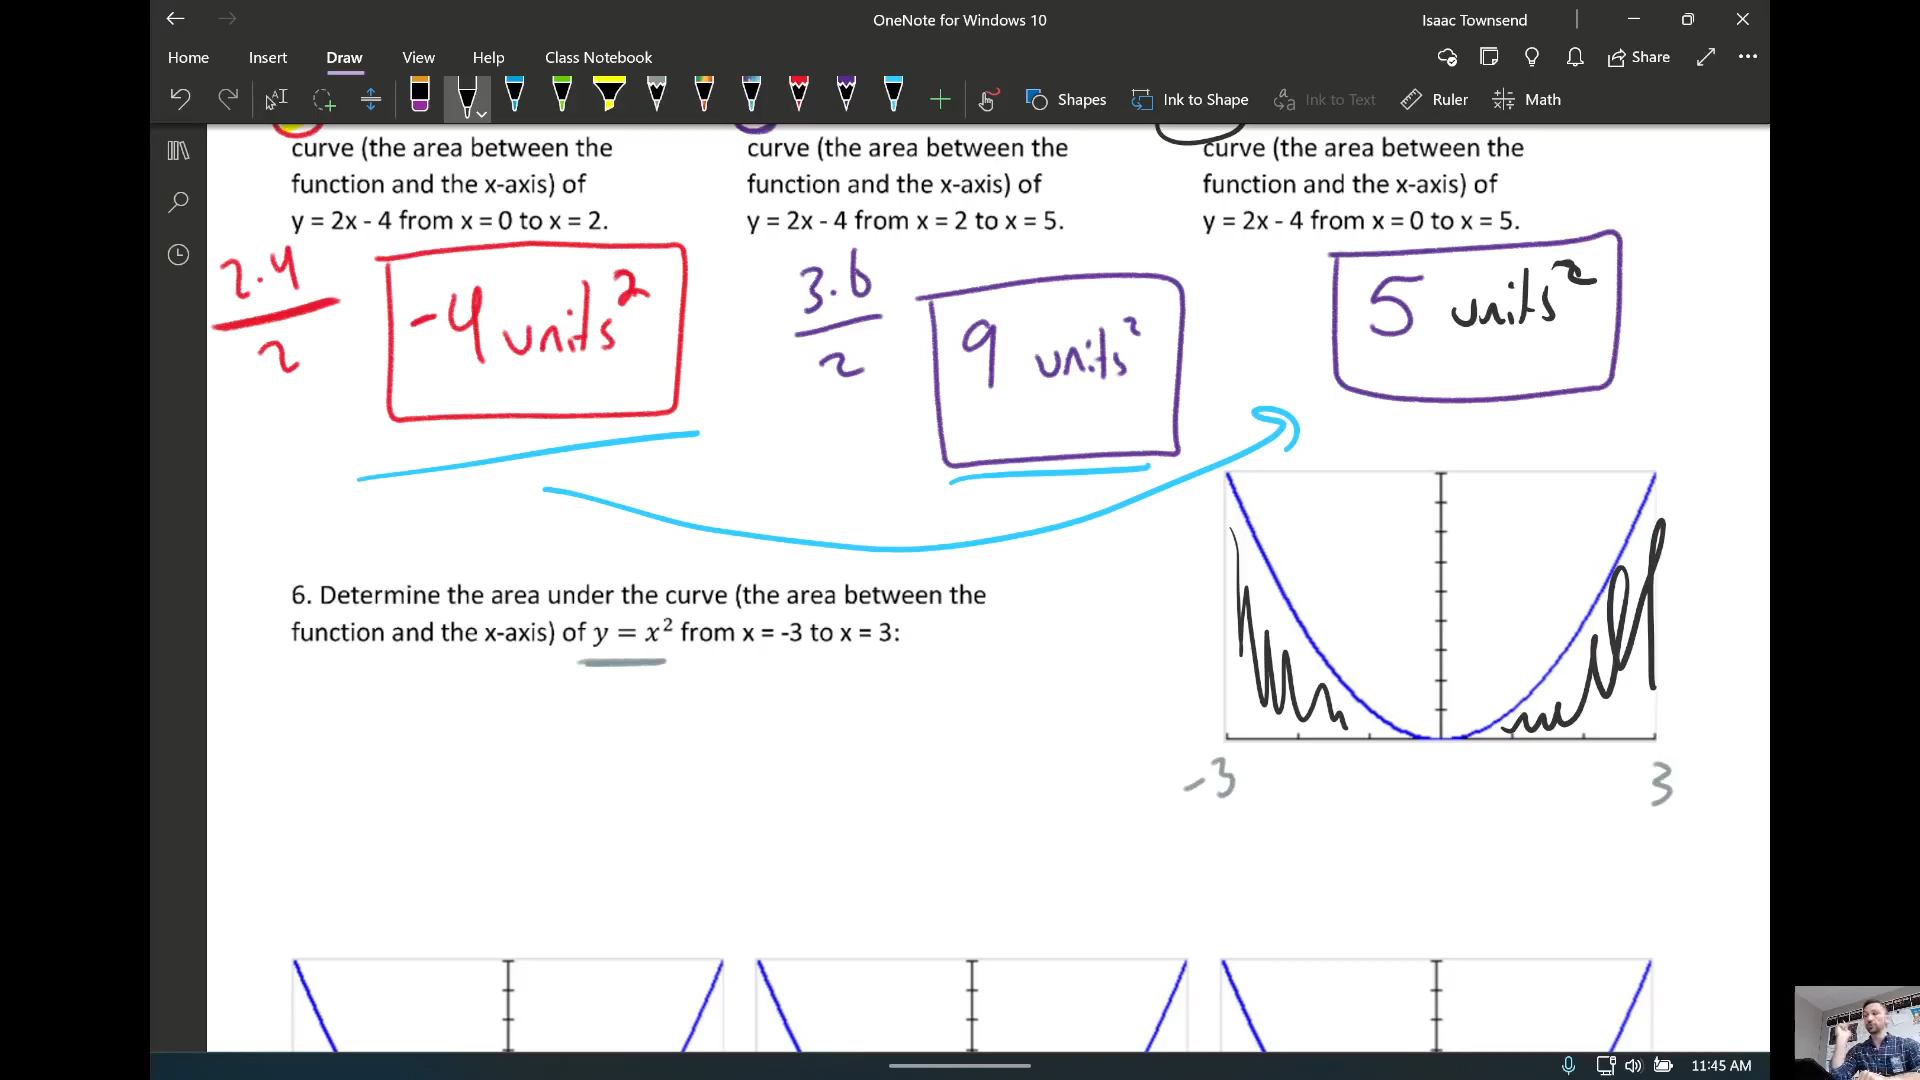 OneNote for Windows 10
Isaac Townsend
Home
Insert
Draw
View
Help
Class Notebook
Share
Shapes
Ink to Shape
Ink to Text
Ruler
Math
curve (the area between the
function and the x-axis) of
y = 2x - 4 from x = 0 to x = 2.
curve (the area between the
function and the x-axis) of
y = 2x - 4 from x = 2 to x = 5.
curve (the area between the
function and the x-axis) of
y = 2x - 4 from x = 0 to x = 5.
2·4
2
-4 units²
3·6
2
9 units²
5 units²
6. Determine the area under the curve (the area between the
function and the x-axis) of y = x² from x = -3 to x = 3:
-3
3
11:45 AM